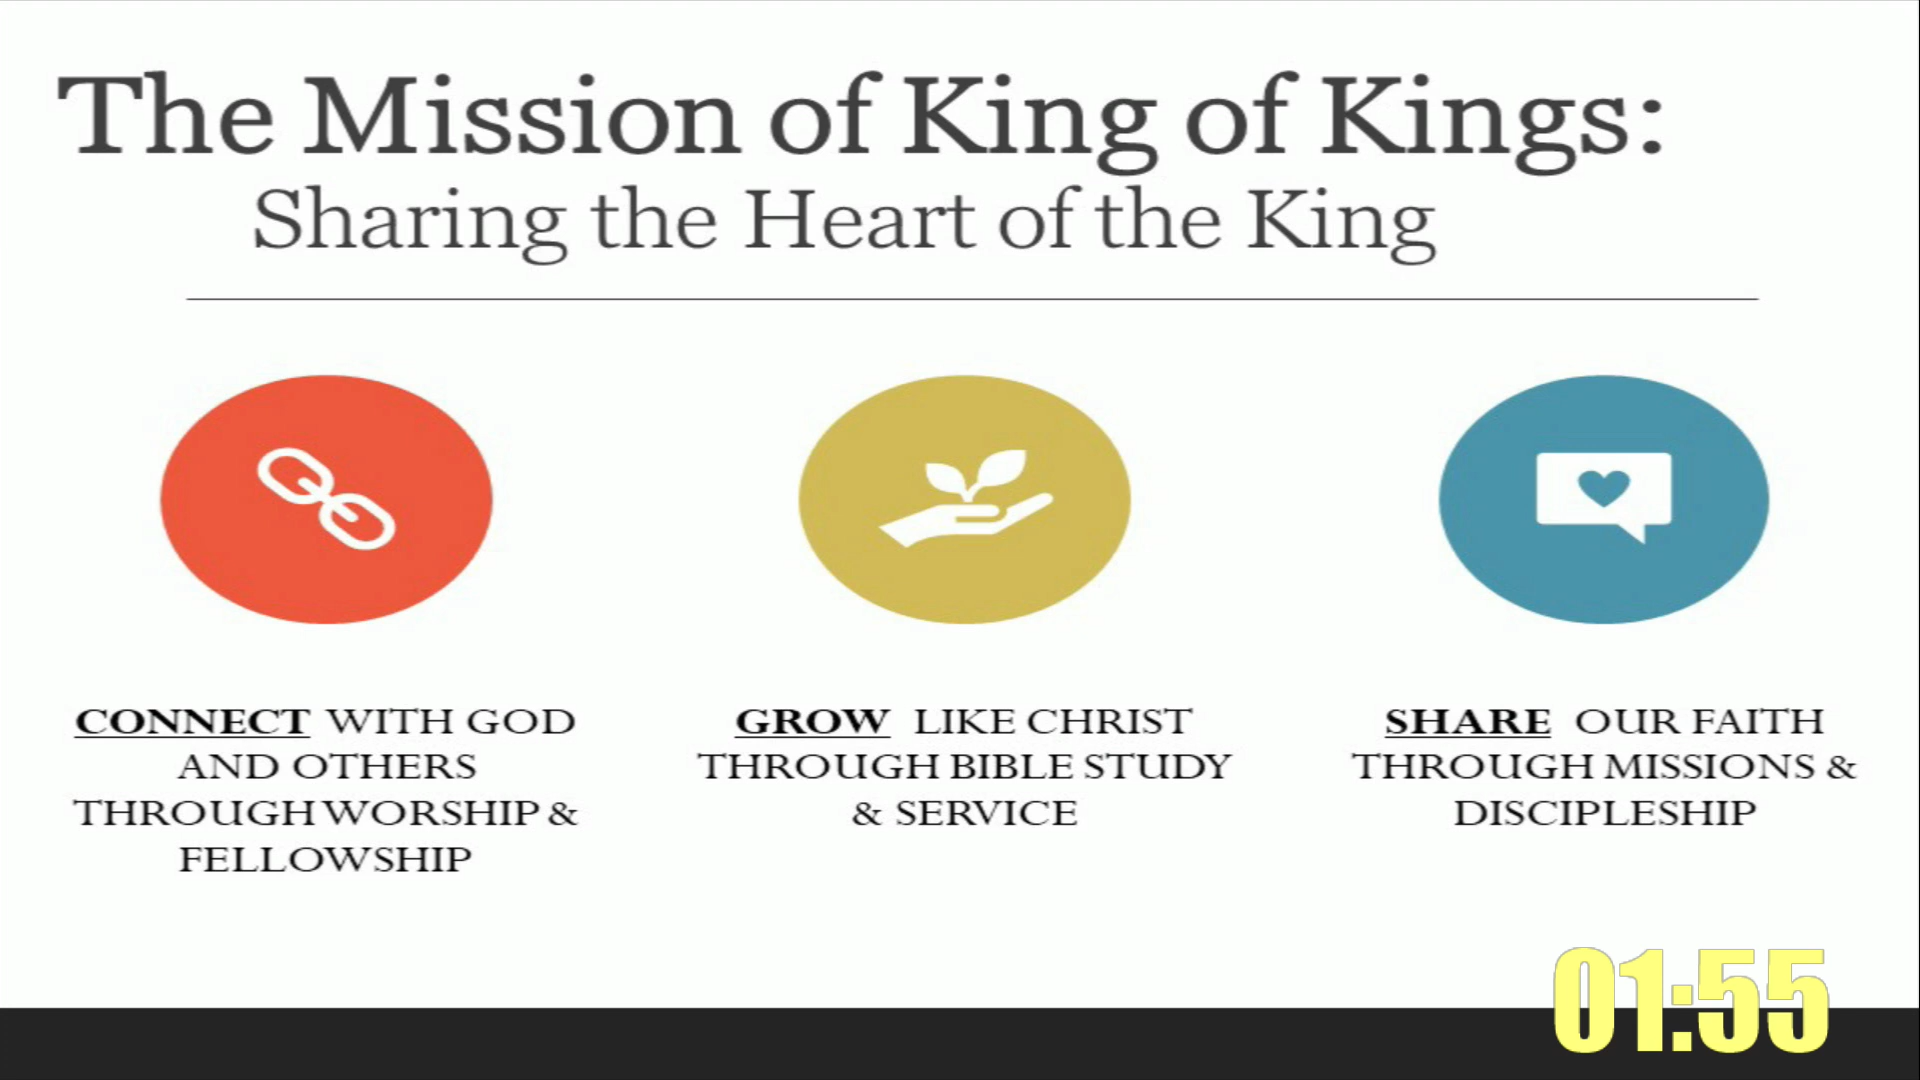 The Mission of King of Kings:
Sharing the Heart of the King
CONNECT WITH GOD
AND OTHERS
THROUGH WORSHIP &
FELLOWSHIP
GROW LIKE CHRIST
THROUGH BIBLE STUDY
& SERVICE
SHARE OUR FAITH
THROUGH MISSIONS &
DISCIPLESHIP
01:55